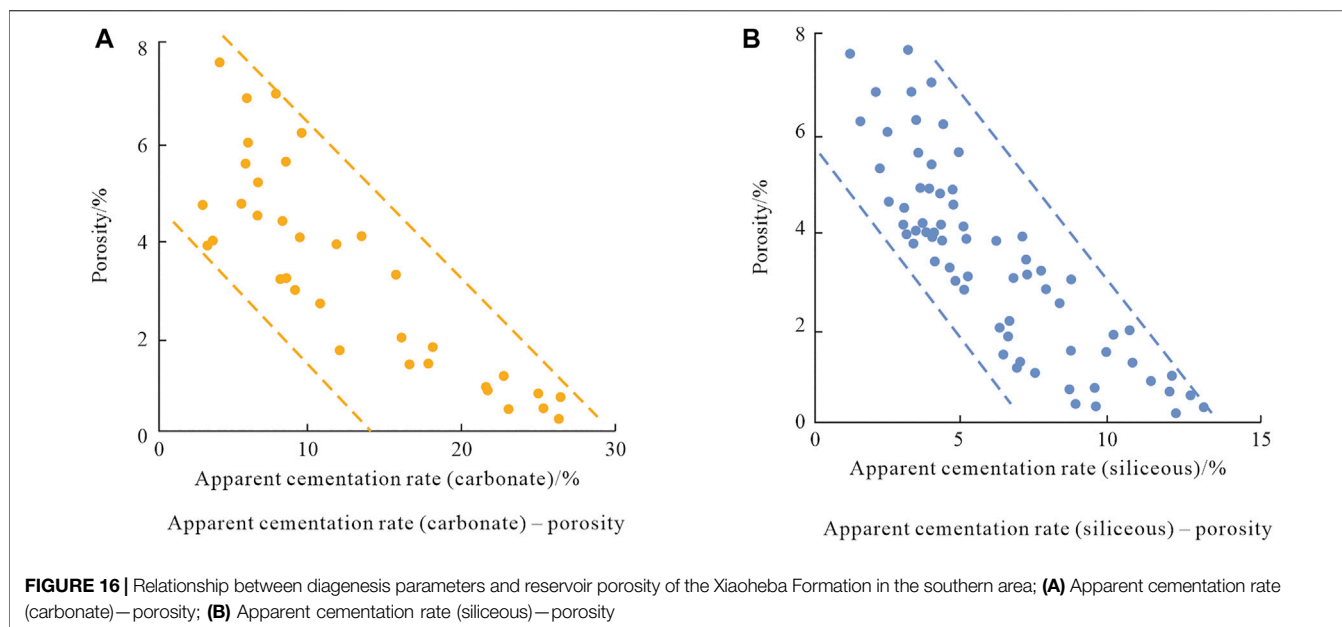 A
8
6
4
2
0
Porosity/%
0
10
20
30
Apparent cementation rate (carbonate)/%
Apparent cementation rate (carbonate) – porosity
B
8
6
4
2
0
Porosity/%
0
5
10
15
Apparent cementation rate (siliceous)/%
Apparent cementation rate (siliceous) – porosity
FIGURE 16 | Relationship between diagenesis parameters and reservoir porosity of the Xiaoheba Formation in the southern area; (A) Apparent cementation rate
(carbonate)—porosity; (B) Apparent cementation rate (siliceous)—porosity